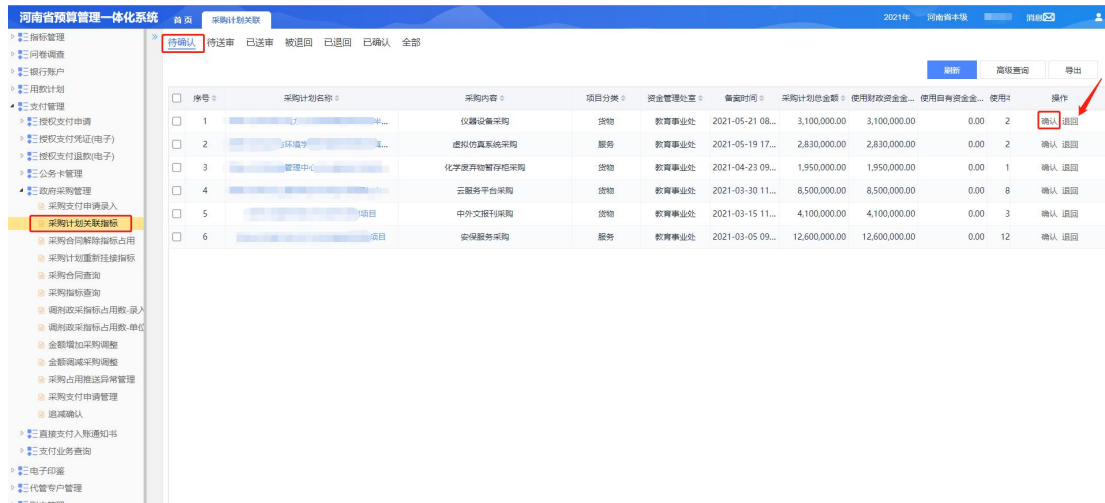 河南省预算管理一体化系统 首页 采购计划关联 2021年 河南省本级 消息
指标管理
问卷调查
银行账户
用款计划
支付管理
授权支付申请
授权支付凭证(电子)
授权支付退款(电子)
公务卡管理
政府采购管理
采购支付申请录入
采购计划关联指标
采购合同解除指标占用
采购计划重新挂接指标
采购合同查询
采购指标查询
调剂政采指标占用数-录入
调剂政采指标占用数-单位
金额增加采购调整
金额调减采购调整
采购占用推送异常管理
采购支付申请管理
追减确认
直接支付入账通知书
支付业务查询
电子印鉴
代管专户管理
待确认 待送审 已送审 被退回 已退回 已确认 全部
刷新 高级查询 导出
序号 采购计划名称 采购内容 项目分类 资金管理处室 备案时间 采购计划总金额 使用财政资金金... 使用自有资金金... 操作
1 仪器设备采购 货物 教育事业处 2021-05-21 08... 3,100,000.00 3,100,000.00 0.00 2 确认 退回
2 虚拟仿真系统采购 服务 教育事业处 2021-05-19 17... 2,830,000.00 2,830,000.00 0.00 2 确认 退回
3 管理中心 化学废弃物暂存柜采购 货物 教育事业处 2021-04-23 09... 1,950,000.00 1,950,000.00 0.00 1 确认 退回
4 云服务平台采购 货物 教育事业处 2021-03-30 11... 8,500,000.00 8,500,000.00 0.00 8 确认 退回
5 项目 中外文报刊采购 货物 教育事业处 2021-03-15 11... 4,100,000.00 4,100,000.00 0.00 3 确认 退回
6 项目 安保服务采购 服务 教育事业处 2021-03-05 09... 12,600,000.00 12,600,000.00 0.00 12 确认 退回